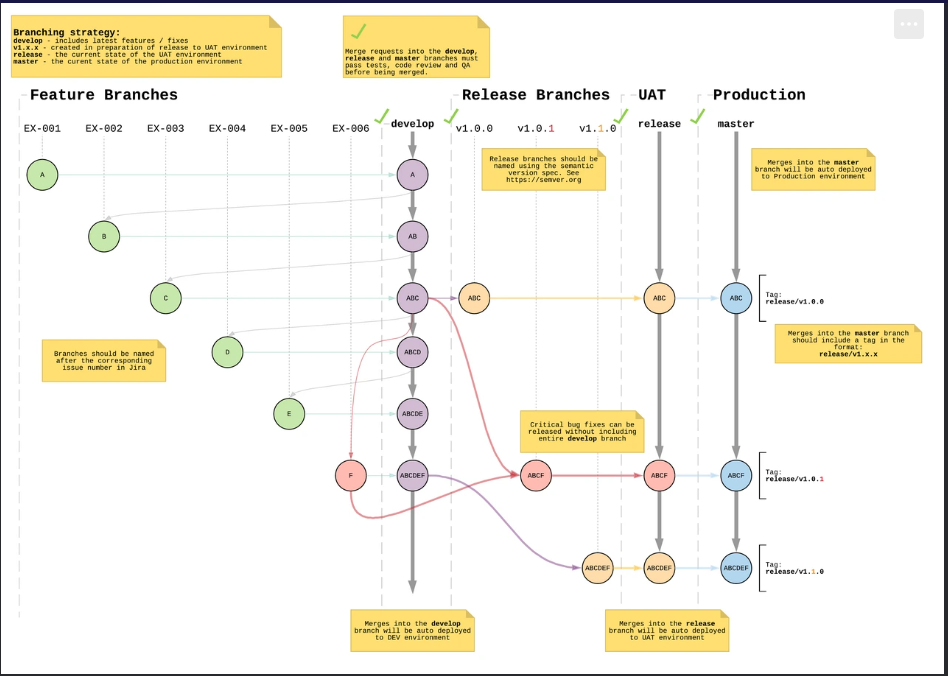 Branching strategy:
develop - includes latest features / fixes
v1.x.x - created in preparation of release to UAT environment
release - the current state of the UAT environment
master - the curent state of the production environment
Merge requests into the develop,
release and master branches must
pass tests, code review and QA
before being merged.
Feature Branches
Release Branches
UAT
Production
EX-001
EX-002
EX-003
EX-004
EX-005
EX-006
develop
v1.0.0
v1.0.1
v1.1.0
release
master
Release branches should be
named using the semantic
version spec. See
https://semver.org
Merges into the master
branch will be auto deployed
to Production environment
A
A
B
AB
C
ABC
ABC
ABC
ABC
Tag:
release/v1.0.0
Merges into the master branch
should include a tag in the
format:
release/v1.x.x
Branches should be named
after the corresponding
issue number in Jira
D
ABCD
E
ABCDE
Critical bug fixes can be
released without including
entire develop branch
F
ABCDEF
ABCF
ABCF
ABCF
Tag:
release/v1.0.1
ABCDEF
ABCDEF
ABCDEF
Tag:
release/v1.1.0
Merges into the develop
branch will be auto deployed
to DEV environment
Merges into the release
branch will be auto deployed
to UAT environment